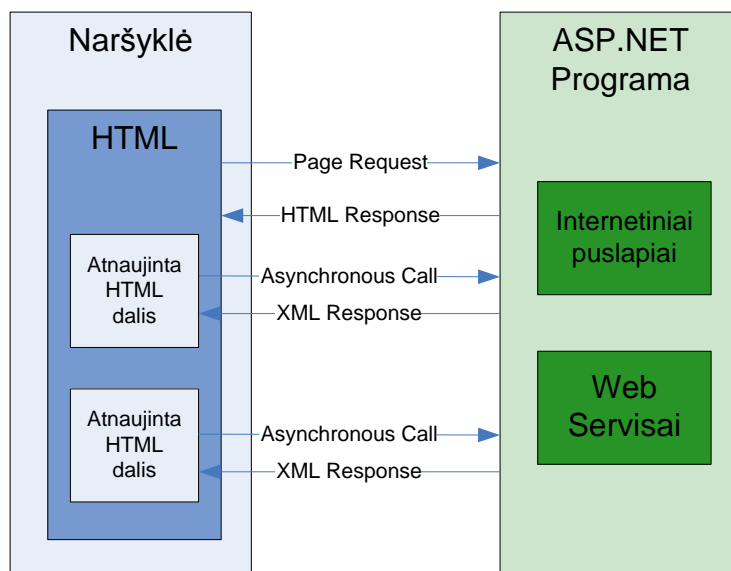 Naršyklė
ASP.NET
Programa
HTML
Page Request
HTML Response
Internetiniai
puslapiai
Atnaujinta
HTML
dalis
Asynchronous Call
XML Response
Web
Servisai
Atnaujinta
HTML
dalis
Asynchronous Call
XML Response